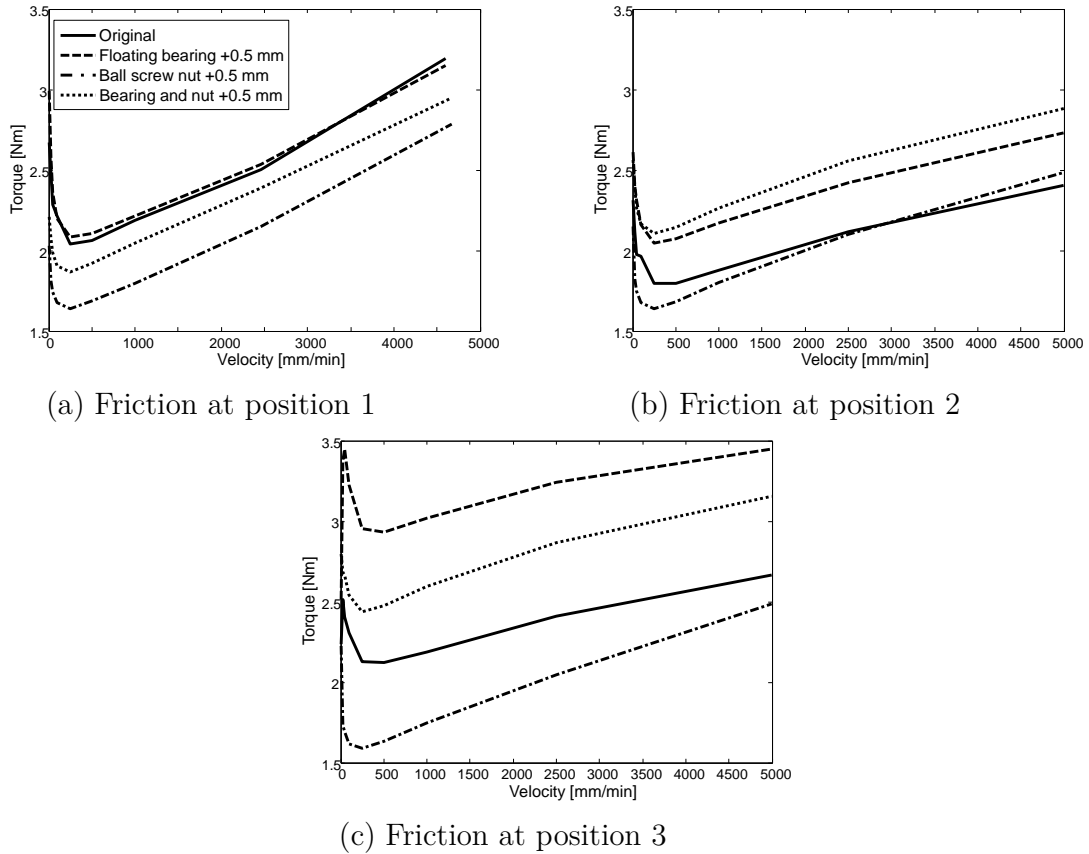 3.5
3
2.5
2
1.5
Torque [Nm]
Original
Floating bearing +0.5 mm
Ball screw nut +0.5 mm
Bearing and nut +0.5 mm
0 1000 2000 3000 4000 5000
Velocity [mm/min]
(a) Friction at position 1
3.5
3
2.5
2
1.5
Torque [Nm]
0 500 1000 1500 2000 2500 3000 3500 4000 4500 5000
Velocity [mm/min]
(b) Friction at position 2
3.5
3
2.5
2
1.5
Torque [Nm]
0 500 1000 1500 2000 2500 3000 3500 4000 4500 5000
Velocity [mm/min]
(c) Friction at position 3